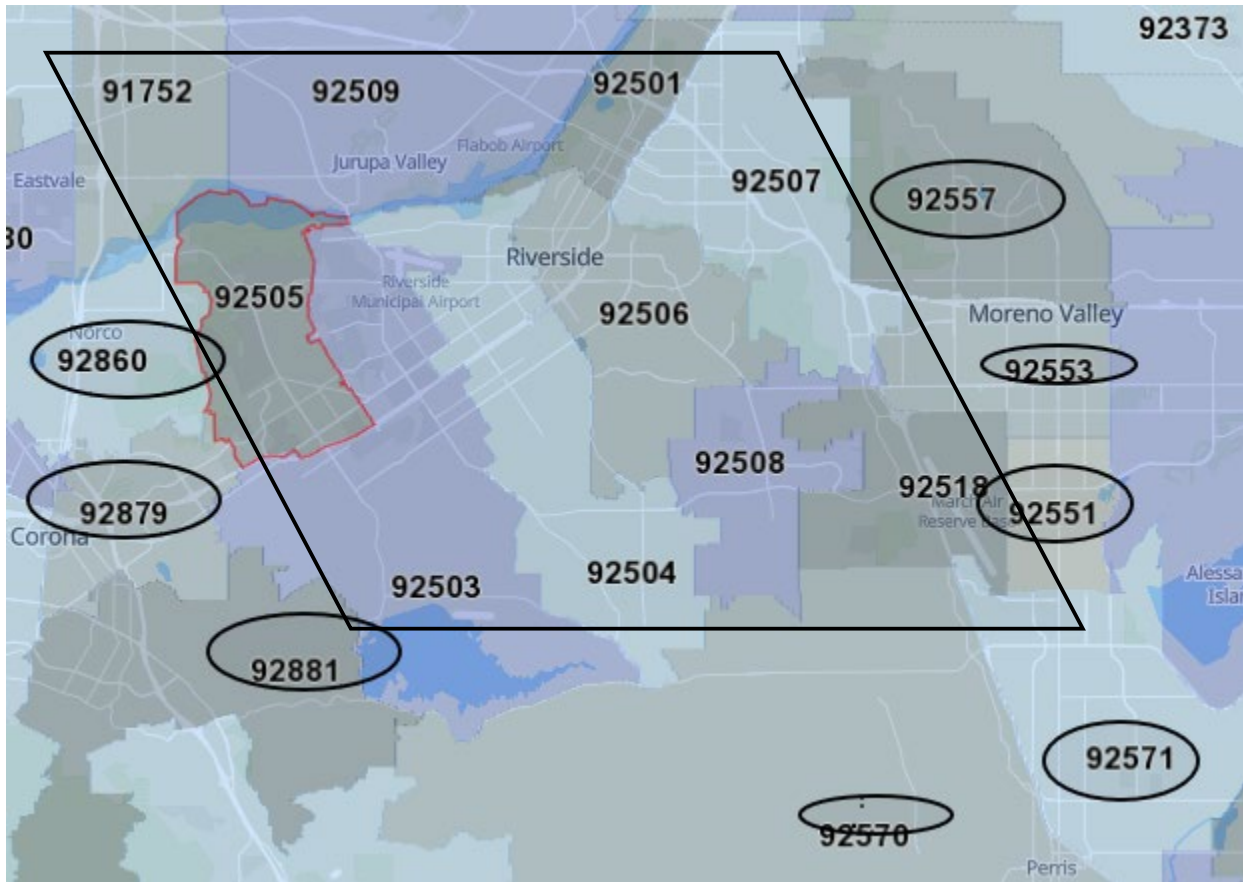 92373
91752
92509
92501
Flabob Airport
Jurupa Valley
Eastvale
92507
92557
30
Riverside
Riverside
Municipal Airport
92505
92506
Moreno Valley
Norco
92860
92553
92508
92518
March Air
Reserve Base
92551
92879
Corona
92503
92504
Alessa
Isla
92881
92571
92570
Perris